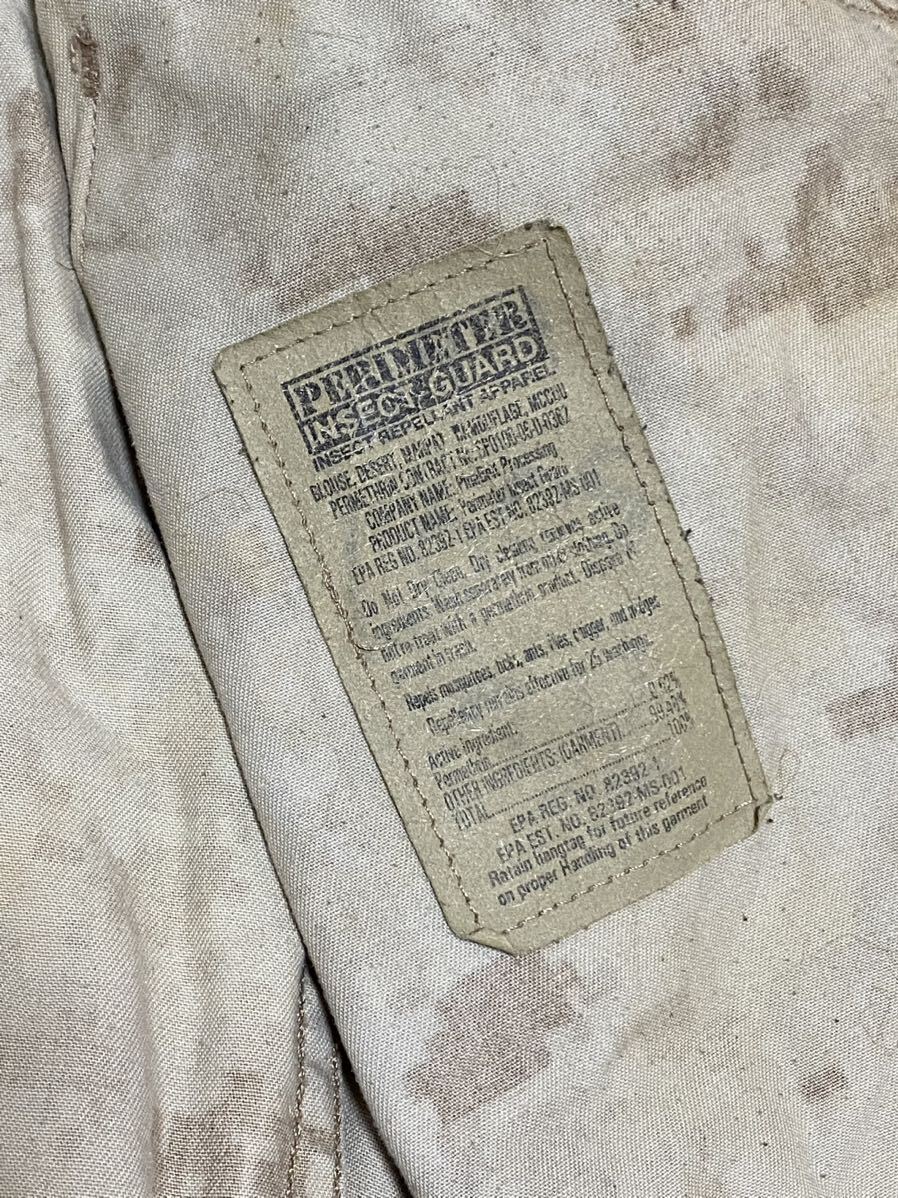 PERIMETER
INSECT-GUARD
INSECT REPELLANT APPAREL
BLOUSE, DESERT, MARPAT, CAMOUFLAGE, MCCUU
PERMETHRIN CONTRACT No.
COMPANY NAME: Processing
PRODUCT NAME: Perimeter Insect Guard
EPA REG NO. 82392-1 EPA EST. NO. 82392-MS-001
Do Not Dry Clean. Dry cleaning removes active
ingredients. Wash separately from other clothing. Do
not re-treat with a permethrin product. Discard
garment in trash.
Repels mosquitoes, ticks, ants, flies, chigger, and midges
Repellency remains effective for 25 washings
Active ingredient:
Permethrin
OTHER INGREDIENTS: (GARMENT)
TOTAL 100%
EPA REG. NO. 82392-1
EPA EST. NO. 82392-MS-001
Retain hangtag for future reference
on proper Handling of this garment